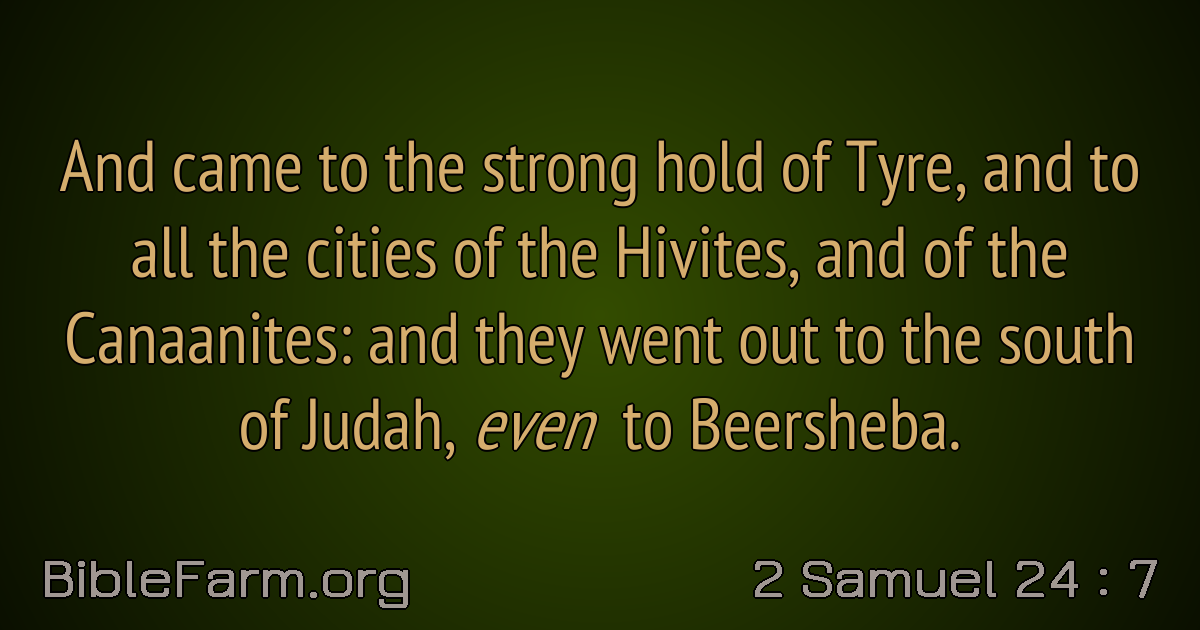 And came to the strong hold of Tyre, and to
all the cities of the Hivites, and of the
Canaanites: and they went out to the south
of Judah, even to Beersheba.
BibleFarm.org
2 Samuel 24 : 7